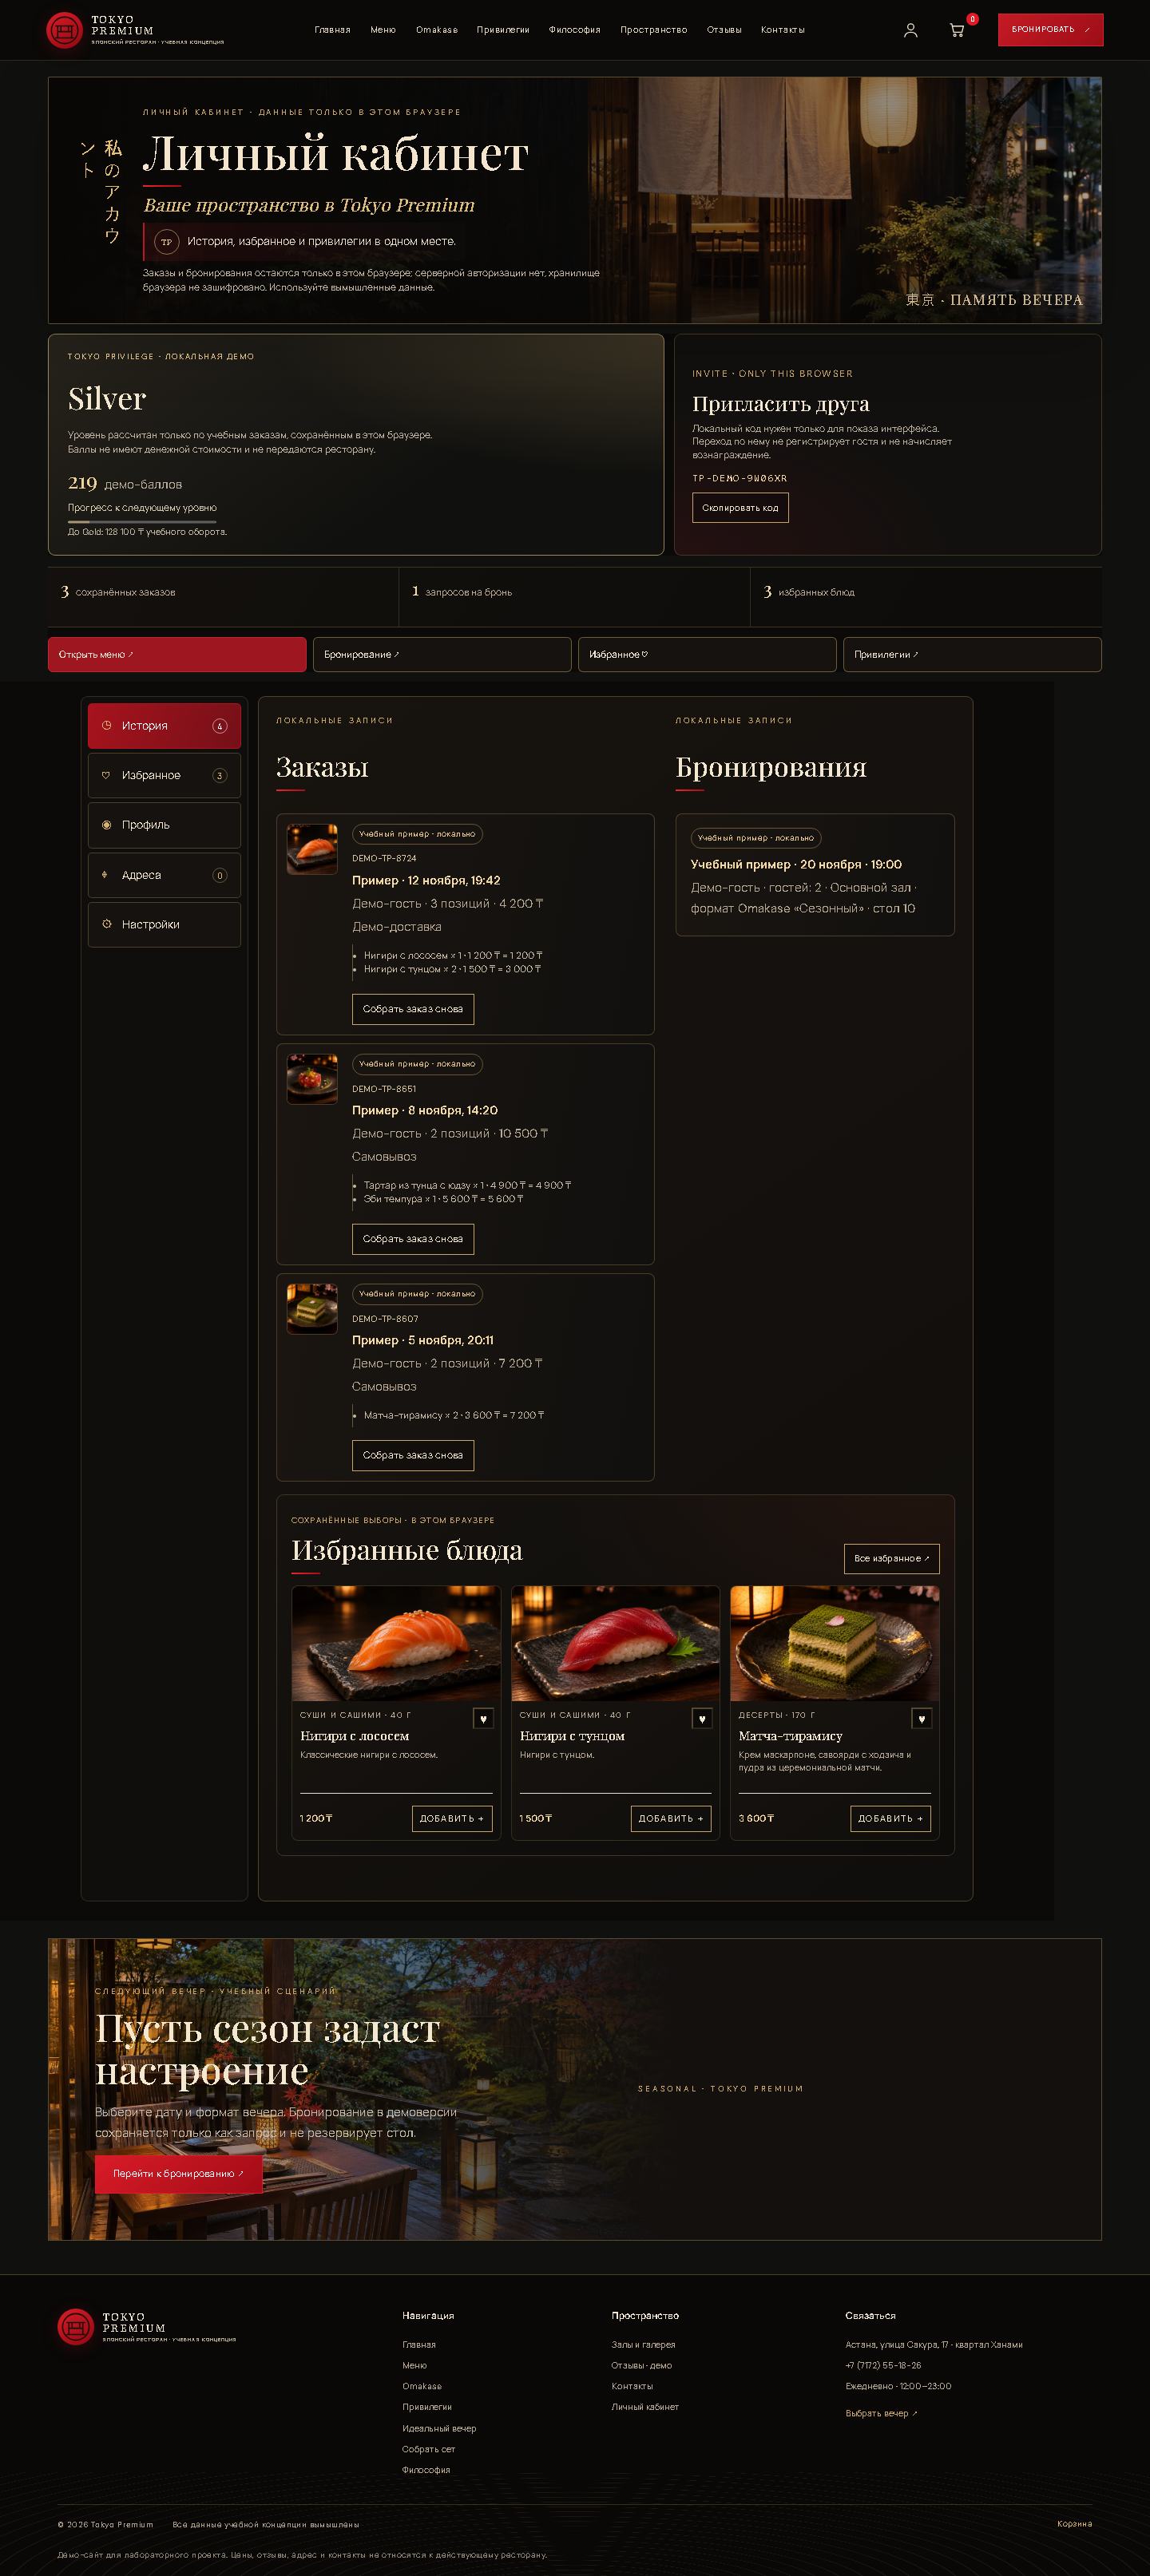 TOKYO
PREMIUM
ЯПОНСКИЙ РЕСТОРАН · УЧЕБНАЯ КОНЦЕПЦИЯ
Главная Меню Omakase Привилегии Философия Пространство Отзывы Контакты
0
БРОНИРОВАТЬ ↗
私のアカウント
ЛИЧНЫЙ КАБИНЕТ · ДАННЫЕ ТОЛЬКО В ЭТОМ БРАУЗЕРЕ
Личный кабинет
Ваше пространство в Tokyo Premium
TP История, избранное и привилегии в одном месте.
Заказы и бронирования остаются только в этом браузере: серверной авторизации нет, хранилище
браузера не зашифровано. Используйте вымышленные данные.
東京 · ПАМЯТЬ ВЕЧЕРА
TOKYO PRIVILEGE · ЛОКАЛЬНАЯ ДЕМО
Silver
Уровень рассчитан только по учебным заказам, сохранённым в этом браузере.
Баллы не имеют денежной стоимости и не передаются ресторану.
219 демо-баллов
Прогресс к следующему уровню
До Gold: 128 100 ₸ учебного оборота.
INVITE · ONLY THIS BROWSER
Пригласить друга
Локальный код нужен только для показа интерфейса.
Переход по нему не регистрирует гостя и не начисляет
вознаграждение.
TP-DEMO-9W06XR
Скопировать код
3 сохранённых заказов
1 запросов на бронь
3 избранных блюд
Открыть меню ↗
Бронирование ↗
Избранное ♡
Привилегии ↗
История 4
Избранное 3
Профиль
Адреса 0
Настройки
ЛОКАЛЬНЫЕ ЗАПИСИ
Заказы
Учебный пример · локально
DEMO-TP-8724
Пример · 12 ноября, 19:42
Демо-гость · 3 позиций · 4 200 ₸
Демо-доставка
Нигири с лососем × 1 · 1 200 ₸ = 1 200 ₸
Нигири с тунцом × 2 · 1 500 ₸ = 3 000 ₸
Собрать заказ снова
Учебный пример · локально
DEMO-TP-8651
Пример · 8 ноября, 14:20
Демо-гость · 2 позиций · 10 500 ₸
Самовывоз
Тартар из тунца с юдзу × 1 · 4 900 ₸ = 4 900 ₸
Эби темпура × 1 · 5 600 ₸ = 5 600 ₸
Собрать заказ снова
Учебный пример · локально
DEMO-TP-8607
Пример · 5 ноября, 20:11
Демо-гость · 2 позиций · 7 200 ₸
Самовывоз
Матча-тирамису × 2 · 3 600 ₸ = 7 200 ₸
Собрать заказ снова
ЛОКАЛЬНЫЕ ЗАПИСИ
Бронирования
Учебный пример · локально
Учебный пример · 20 ноября · 19:00
Демо-гость · гостей: 2 · Основной зал ·
формат Omakase «Сезонный» · стол 10
СОХРАНЁННЫЕ ВЫБОРЫ · В ЭТОМ БРАУЗЕРЕ
Избранные блюда
Все избранное ↗
СУШИ И САШИМИ · 40 Г
Нигири с лососем
Классические нигири с лососем.
1 200 ₸ ДОБАВИТЬ +
СУШИ И САШИМИ · 40 Г
Нигири с тунцом
Нигири с тунцом.
1 500 ₸ ДОБАВИТЬ +
ДЕСЕРТЫ · 170 Г
Матча-тирамису
Крем маскарпоне, савоярди с ходзича и
пудра из церемониальной матчи.
3 600 ₸ ДОБАВИТЬ +
СЛЕДУЮЩИЙ ВЕЧЕР · УЧЕБНЫЙ СЦЕНАРИЙ
Пусть сезон задаст
настроение
Выберите дату и формат вечера. Бронирование в демоверсии
сохраняется только как запрос и не резервирует стол.
Перейти к бронированию ↗
SEASONAL · TOKYO PREMIUM
TOKYO
PREMIUM
ЯПОНСКИЙ РЕСТОРАН · УЧЕБНАЯ КОНЦЕПЦИЯ
Навигация
Главная
Меню
Omakase
Привилегии
Идеальный вечер
Собрать сет
Философия
Пространство
Залы и галерея
Отзывы · демо
Контакты
Личный кабинет
Связаться
Астана, улица Сакура, 17 · квартал Ханами
+7 (7172) 55-18-26
Ежедневно · 12:00–23:00
Выбрать вечер ↗
© 2026 Tokyo Premium Все данные учебной концепции вымышлены
Корзина
Демо-сайт для лабораторного проекта. Цены, отзывы, адрес и контакты не относятся к действующему ресторану.